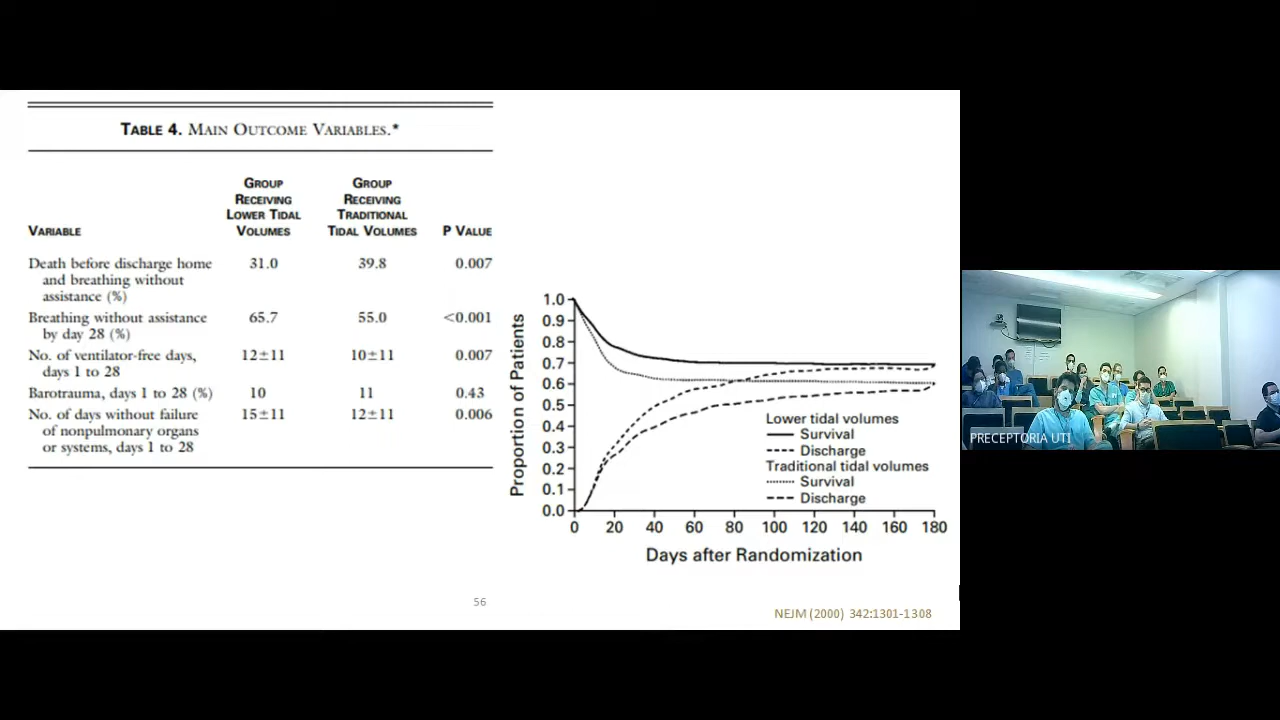 TABLE 4. MAIN OUTCOME VARIABLES.*
VARIABLE
GROUP
RECEIVING
LOWER TIDAL
VOLUMES
GROUP
RECEIVING
TRADITIONAL
TIDAL VOLUMES
P VALUE
Death before discharge home 31.0 39.8 0.007
and breathing without
assistance (%)
Breathing without assistance 65.7 55.0 <0.001
by day 28 (%)
No. of ventilator-free days, 12±11 10±11 0.007
days 1 to 28
Barotrauma, days 1 to 28 (%) 10 11 0.43
No. of days without failure 15±11 12±11 0.006
of nonpulmonary organs
or systems, days 1 to 28
Proportion of Patients
1.0
0.9
0.8
0.7
0.6
0.5
0.4
0.3
0.2
0.1
0.0
Lower tidal volumes
Survival
Discharge
Traditional tidal volumes
Survival
Discharge
0 20 40 60 80 100 120 140 160 180
Days after Randomization
56
NEJM (2000) 342:1301-1308
PRECEPTORIA UTI